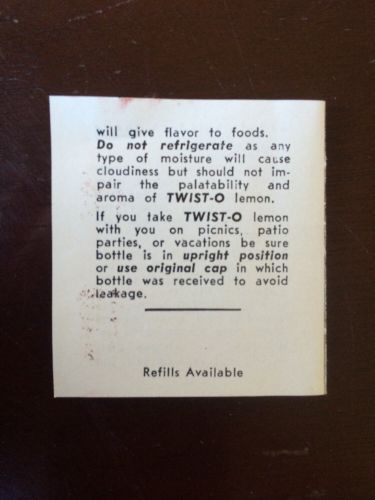 will give flavor to foods.
Do not refrigerate as any
type of moisture will cause
cloudiness but should not im-
pair the palatability and
aroma of TWIST-O lemon.
If you take TWIST-O lemon
with you on picnics, patio
parties, or vacations be sure
bottle is in upright position
or use original cap in which
bottle was received to avoid
leakage.
Refills Available